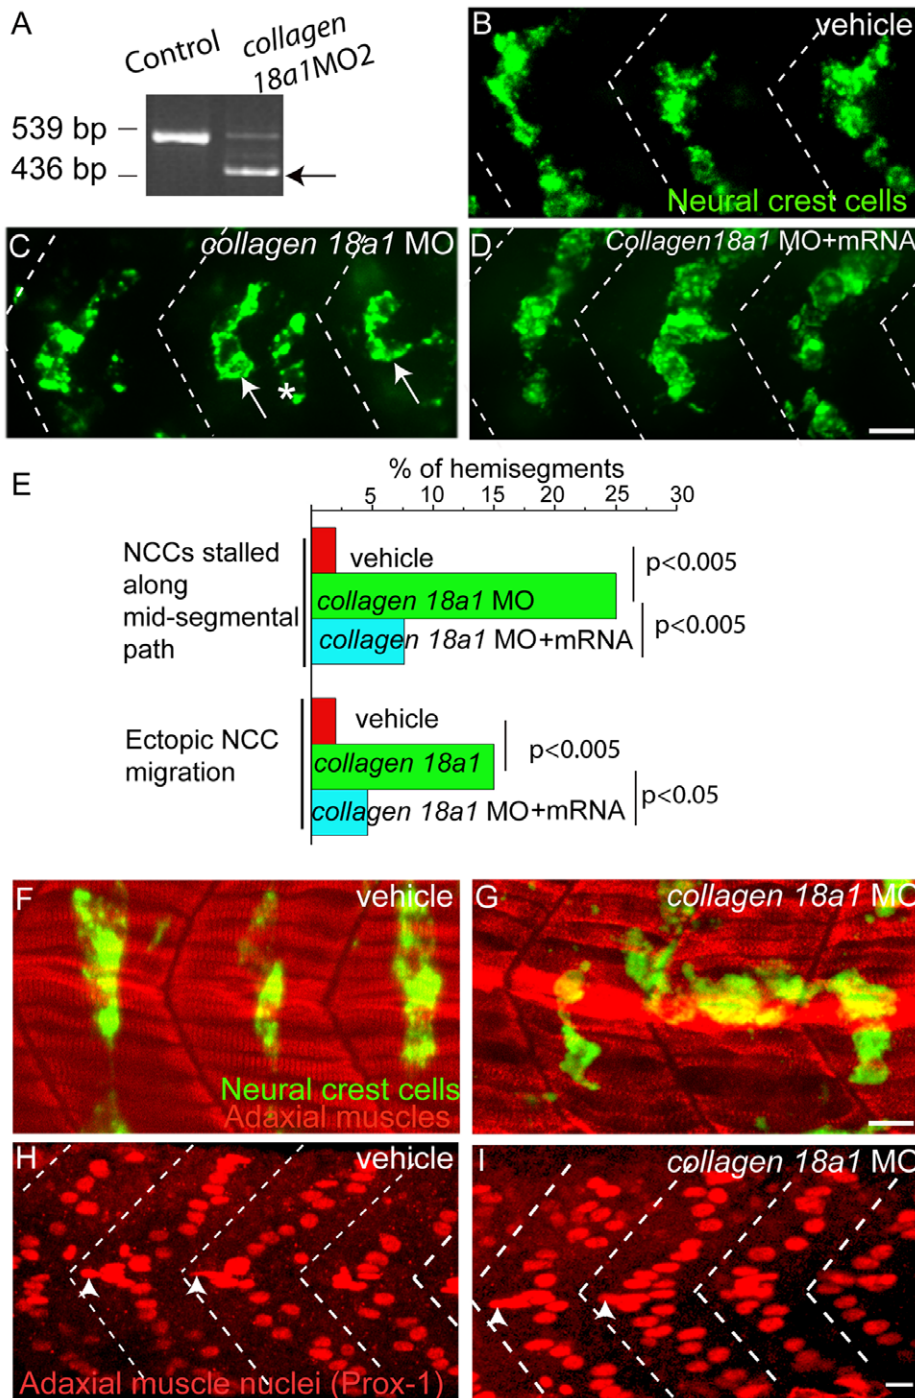 A
Control
collagen
18a1MO2
539 bp
436 bp
B
vehicle
Neural crest cells
C
collagen 18a1 MO
*
D
Collagen18a1 MO+mRNA
E
% of hemisegments
5
10
15
20
25
30
NCCs stalled
along
mid-segmental
path
vehicle
collagen 18a1 MO
collagen 18a1 MO+mRNA
p<0.005
p<0.005
Ectopic NCC
migration
vehicle
collagen 18a1
collagen 18a1 MO+mRNA
p<0.005
p<0.05
F
vehicle
Neural crest cells
Adaxial muscles
G
collagen 18a1 MO
H
vehicle
Adaxial muscle nuclei (Prox-1)
I
collagen 18a1 MO